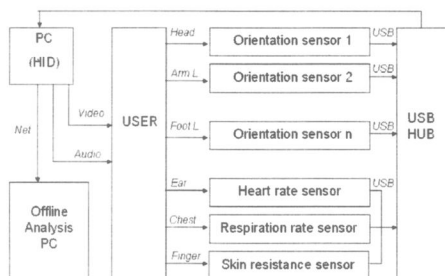 PC
(HID)
Net
Video
Audio
Offline
Analysis
PC
USER
Head
Orientation sensor 1
USB
Arm L
Orientation sensor 2
USB
Foot L
Orientation sensor n
USB
Ear
Heart rate sensor
USB
Chest
Respiration rate sensor
Finger
Skin resistance sensor
USB
HUB